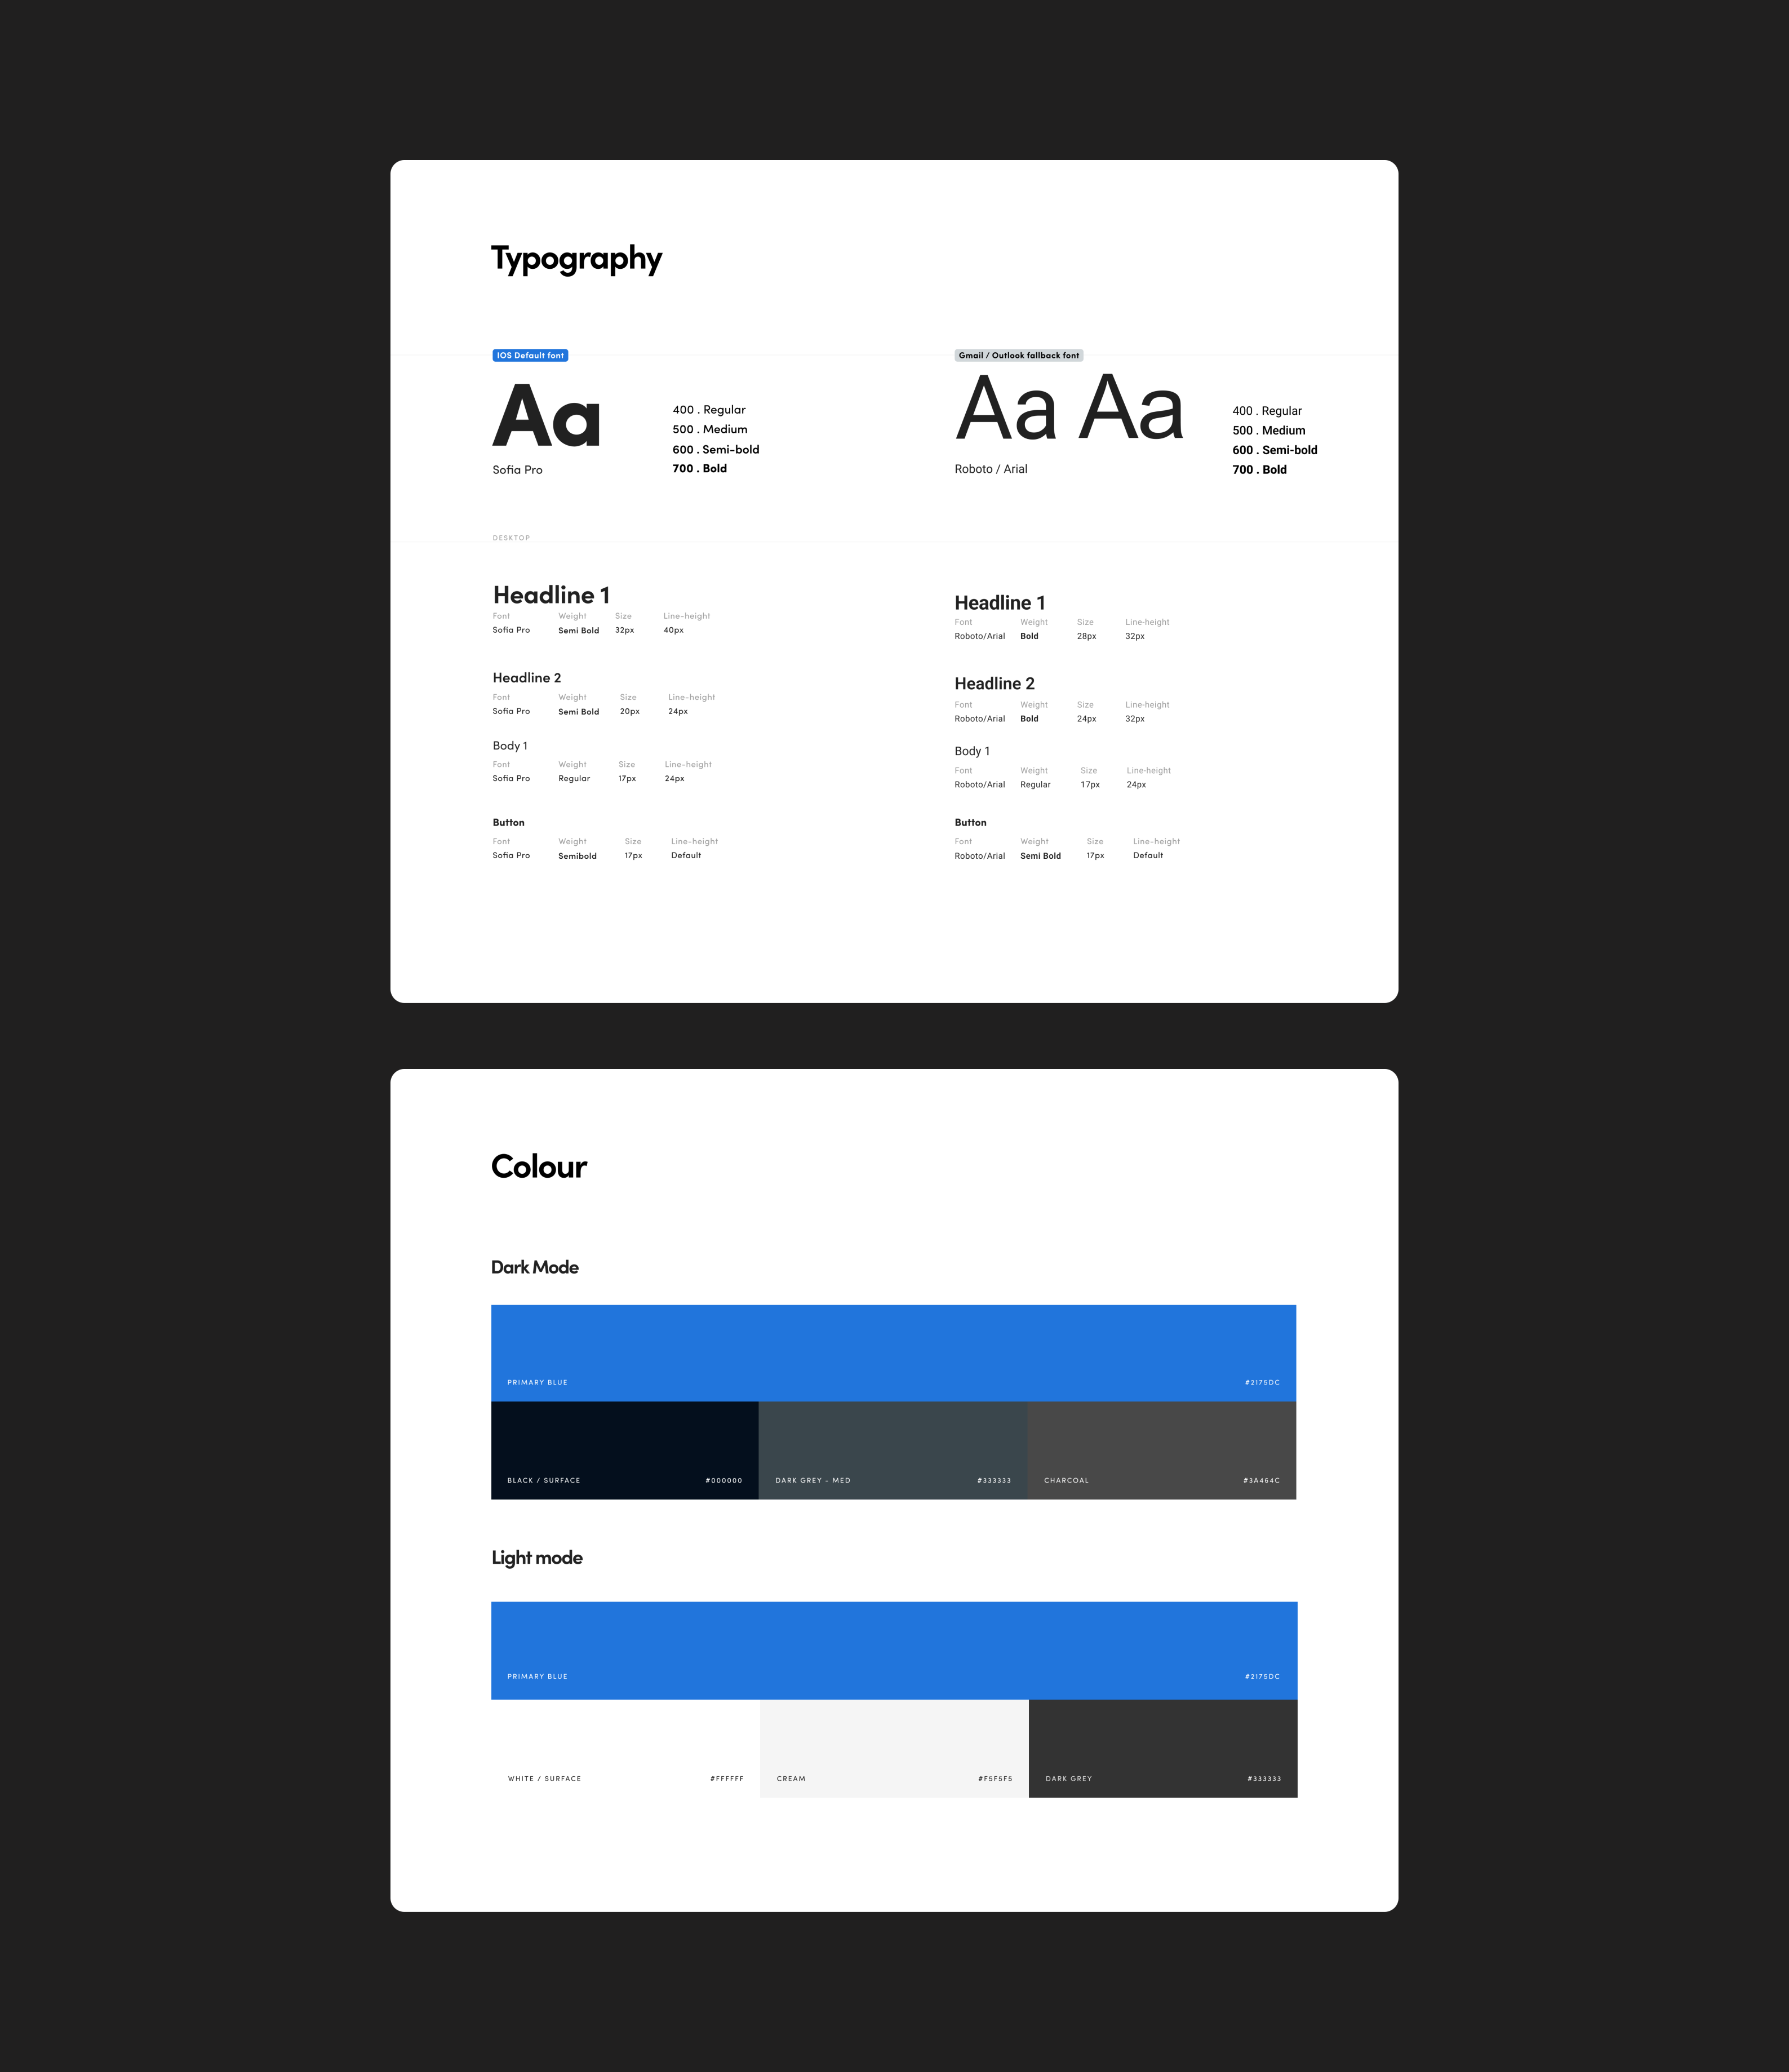 Typography
IOS Default font
Aa
Sofia Pro
400 . Regular
500 . Medium
600 . Semi-bold
700 . Bold
Gmail / Outlook fallback font
Aa Aa
Roboto / Arial
400 . Regular
500 . Medium
600 . Semi-bold
700 . Bold
DESKTOP
Headline 1
Font Weight Size Line-height
Sofia Pro Semi Bold 32px 40px
Headline 2
Font Weight Size Line-height
Sofia Pro Semi Bold 20px 24px
Body 1
Font Weight Size Line-height
Sofia Pro Regular 17px 24px
Button
Font Weight Size Line-height
Sofia Pro Semibold 17px Default
Headline 1
Font Weight Size Line-height
Roboto/Arial Bold 28px 32px
Headline 2
Font Weight Size Line-height
Roboto/Arial Bold 24px 32px
Body 1
Font Weight Size Line-height
Roboto/Arial Regular 17px 24px
Button
Font Weight Size Line-height
Roboto/Arial Semi Bold 17px Default
Colour
Dark Mode
PRIMARY BLUE #2175DC
BLACK / SURFACE #000000
DARK GREY - MED #333333
CHARCOAL #3A464C
Light mode
PRIMARY BLUE #2175DC
WHITE / SURFACE #FFFFFF
CREAM #F5F5F5
DARK GREY #333333